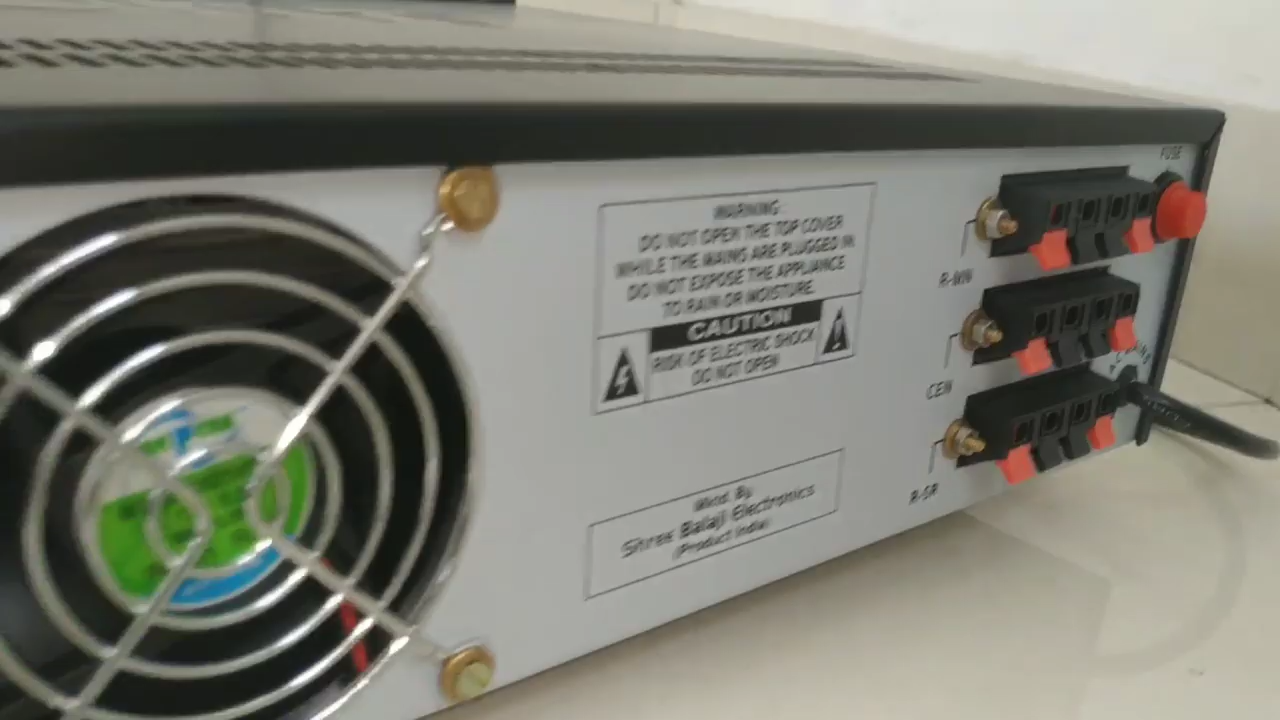 WARNING:
DO NOT OPEN THE TOP COVER
WHILE THE MAINS ARE PLUGGED IN
DO NOT EXPOSE THE APPLIANCE
TO RAIN OR MOISTURE.
CAUTION
RISK OF ELECTRIC SHOCK
DO NOT OPEN
FUSE
CEN
R-SR
Mkrd. By
Shree Balaji Electronics
(Product India)